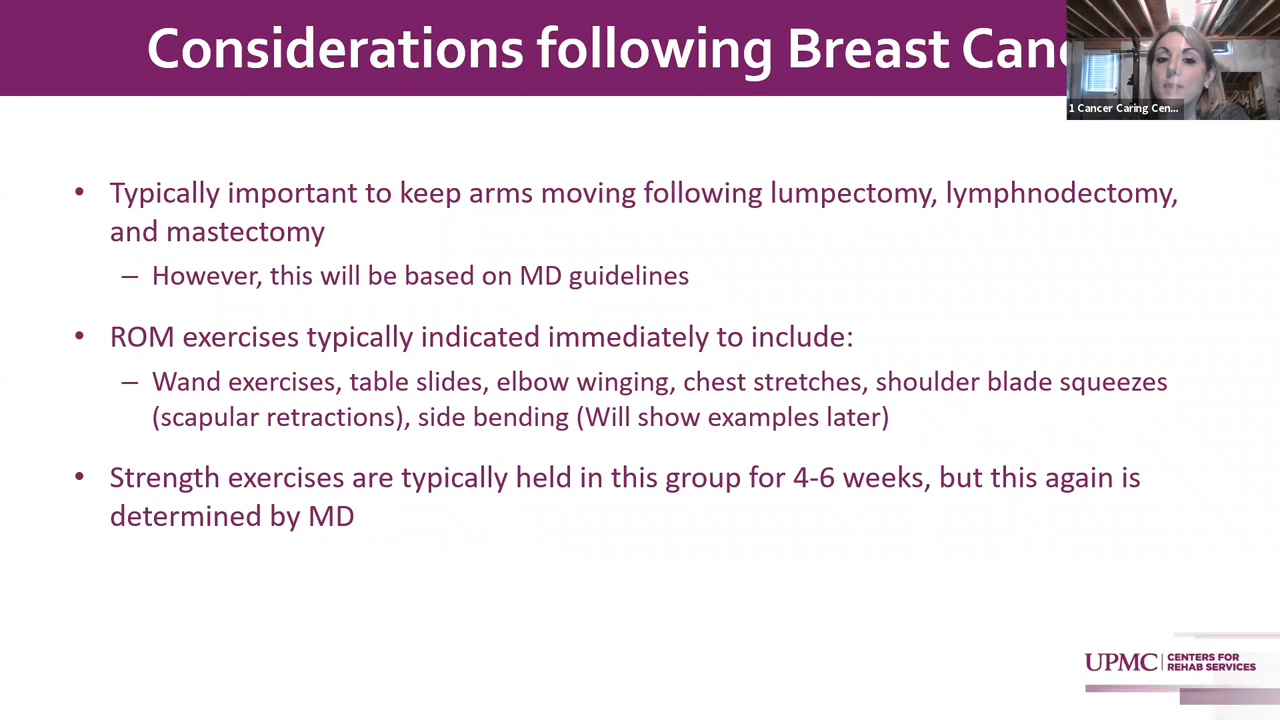 Considerations following Breast Canc
1 Cancer Caring Cen...
• Typically important to keep arms moving following lumpectomy, lymphnodectomy,
and mastectomy
– However, this will be based on MD guidelines
• ROM exercises typically indicated immediately to include:
– Wand exercises, table slides, elbow winging, chest stretches, shoulder blade squeezes
(scapular retractions), side bending (Will show examples later)
• Strength exercises are typically held in this group for 4-6 weeks, but this again is
determined by MD
UPMC | CENTERS FOR
REHAB SERVICES